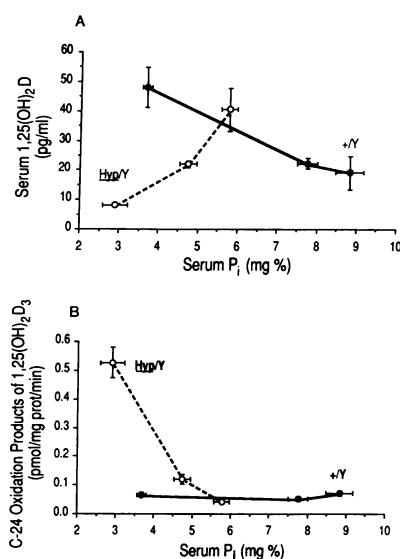 A
Serum 1,25(OH)₂D
(pg/ml)
60
50
40
30
20
10
0
Hyp/Y
+/Y
2 3 4 5 6 7 8 9 10
Serum Pᵢ (mg %)
B
C-24 Oxidation Products of 1,25(OH)₂D₃
(pmol/mg prot/min)
0.6
0.5
0.4
0.3
0.2
0.1
0.0
Hyp/Y
+/Y
2 3 4 5 6 7 8 9 10
Serum Pᵢ (mg %)